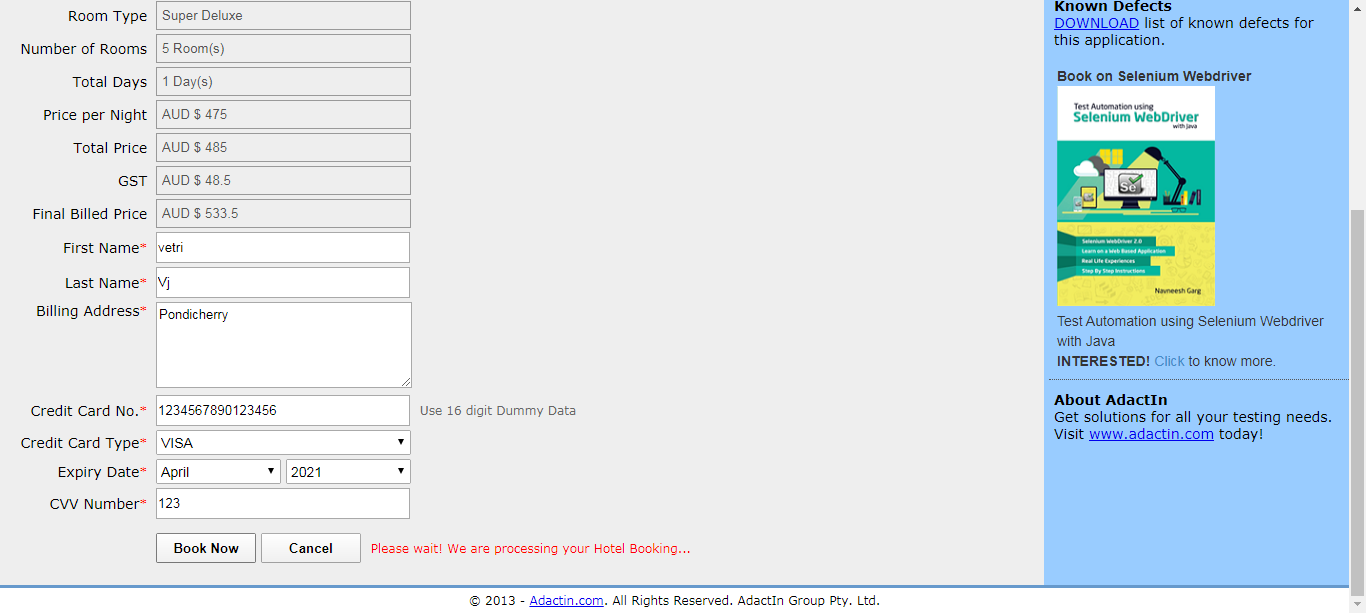 Room Type Super Deluxe
Number of Rooms 5 Room(s)
Total Days 1 Day(s)
Price per Night AUD $ 475
Total Price AUD $ 485
GST AUD $ 48.5
Final Billed Price AUD $ 533.5
First Name* vetri
Last Name* Vj
Billing Address* Pondicherry
Credit Card No.* 1234567890123456 Use 16 digit Dummy Data
Credit Card Type* VISA
Expiry Date* April 2021
CVV Number* 123
Book Now Cancel Please wait! We are processing your Hotel Booking...
Known Defects
DOWNLOAD list of known defects for
this application.
Book on Selenium Webdriver
Test Automation using
Selenium WebDriver
with Java
Se
Selenium WebDriver 2.0
Learn on a Web Based Application
Real Life Experiences
Step By Step Instructions
Navneesh Garg
Test Automation using Selenium Webdriver
with Java
INTERESTED! Click to know more.
About AdactIn
Get solutions for all your testing needs.
Visit www.adactin.com today!
© 2013 - Adactin.com. All Rights Reserved. AdactIn Group Pty. Ltd.